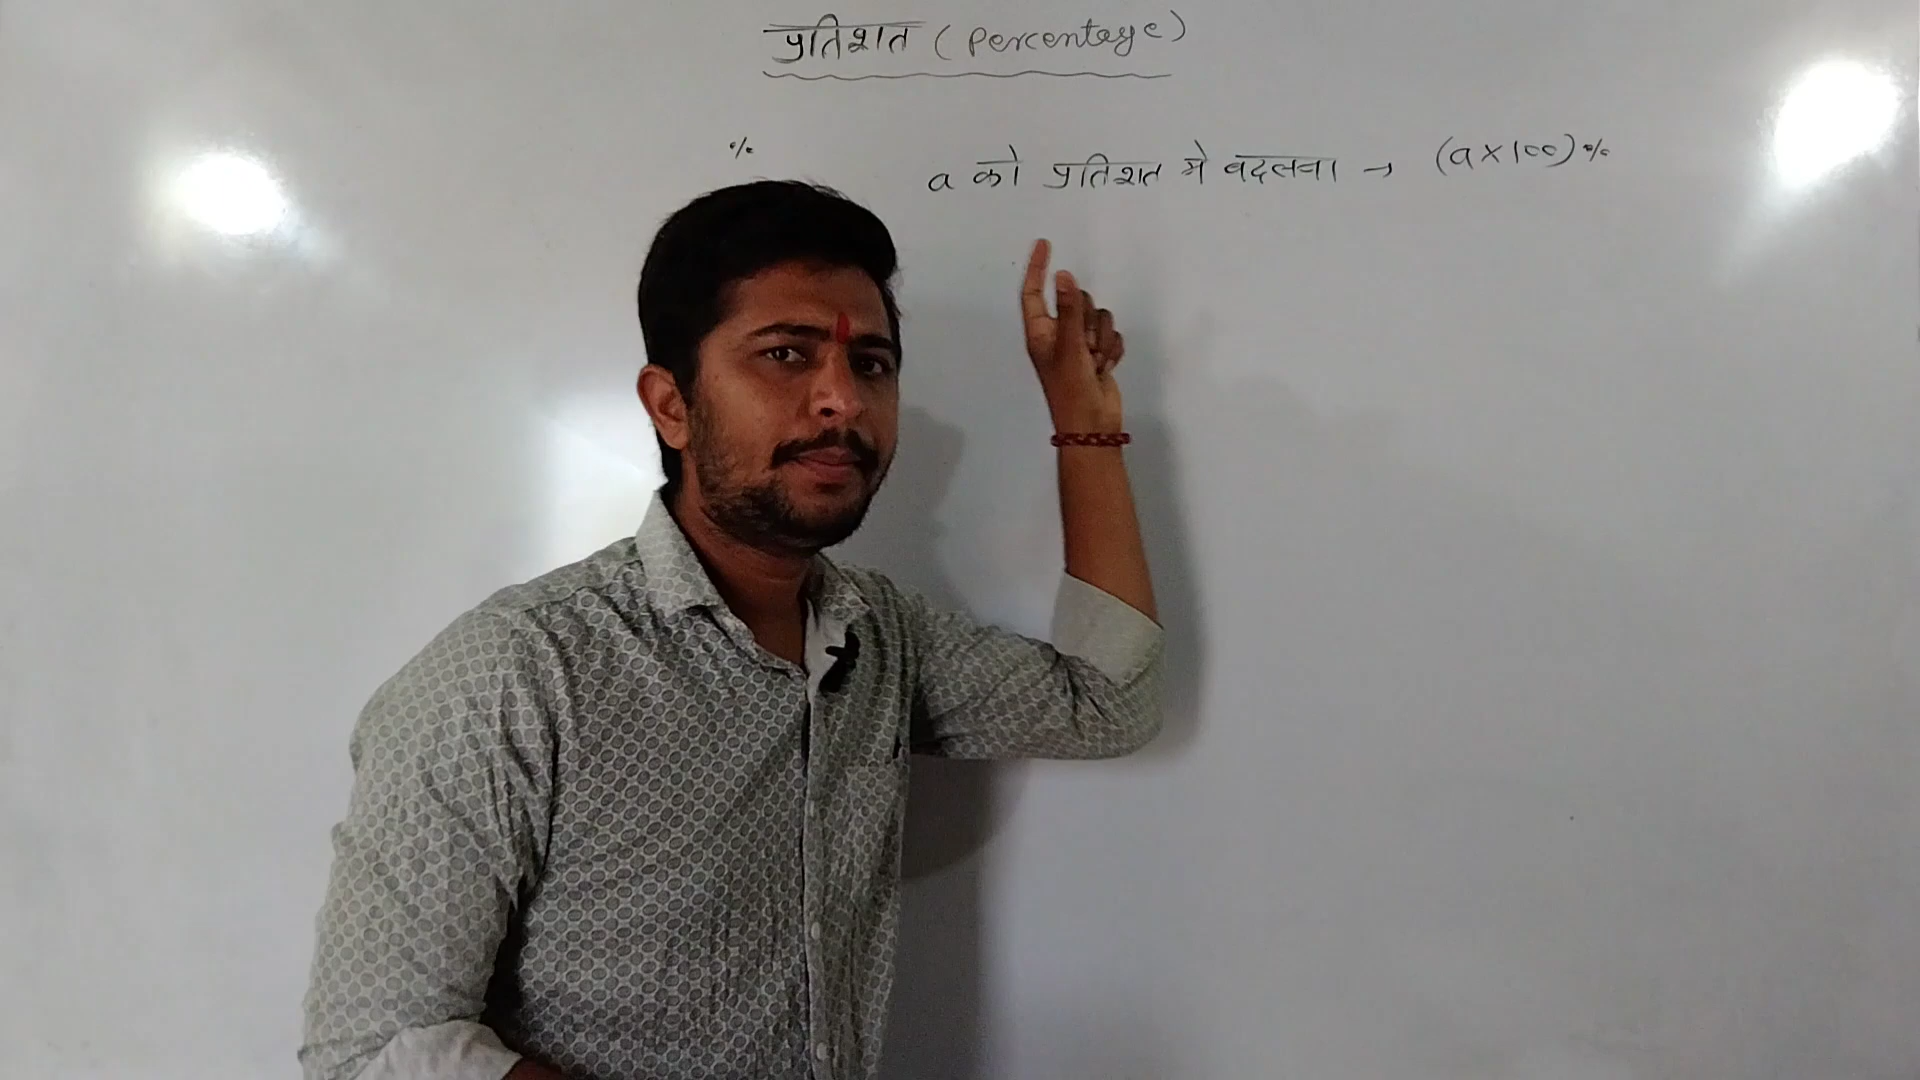 प्रतिशत (Percentage)
%
a को प्रतिशत मे बदलना → (a×100)%